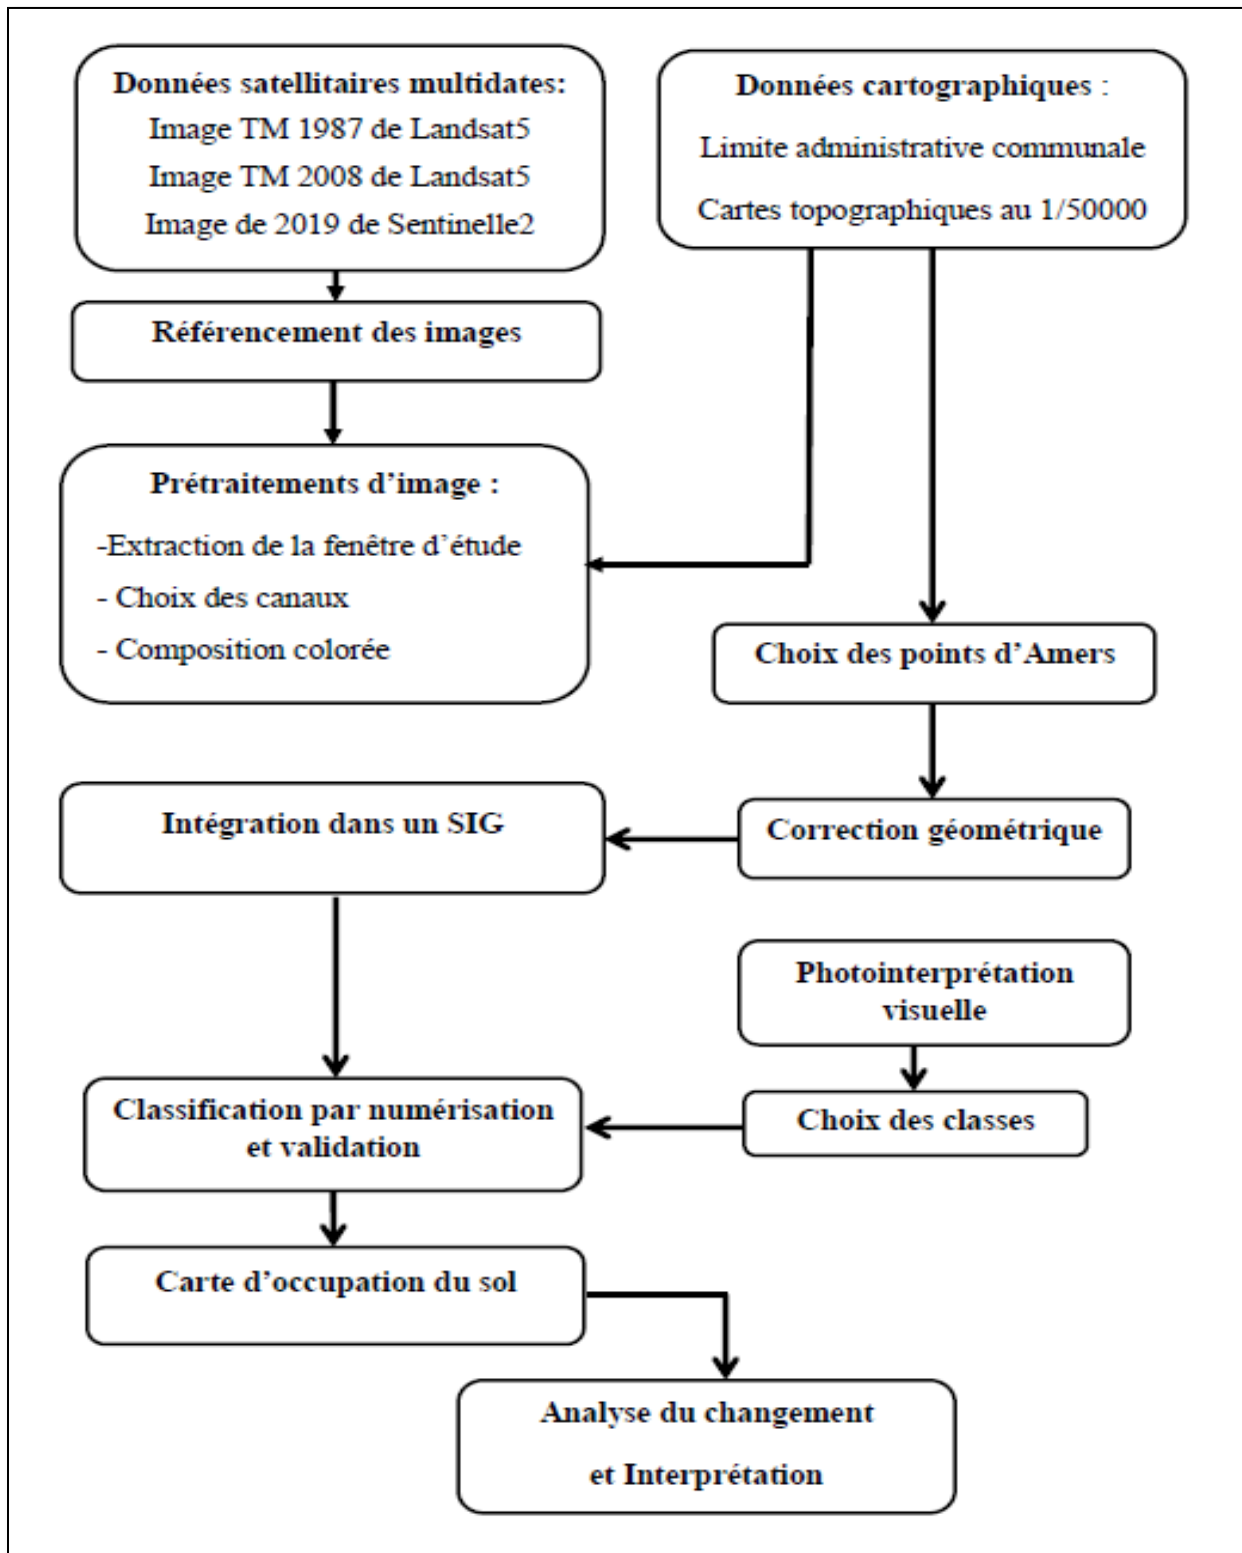 Données satellitaires multidates:
Image TM 1987 de Landsat5
Image TM 2008 de Landsat5
Image de 2019 de Sentinelle2
Données cartographiques :
Limite administrative communale
Cartes topographiques au 1/50000
Référencement des images
Prétraitements d’image :
-Extraction de la fenêtre d’étude
- Choix des canaux
- Composition colorée
Choix des points d’Amers
Correction géométrique
Intégration dans un SIG
Photointerprétation
visuelle
Choix des classes
Classification par numérisation
et validation
Carte d’occupation du sol
Analyse du changement
et Interprétation